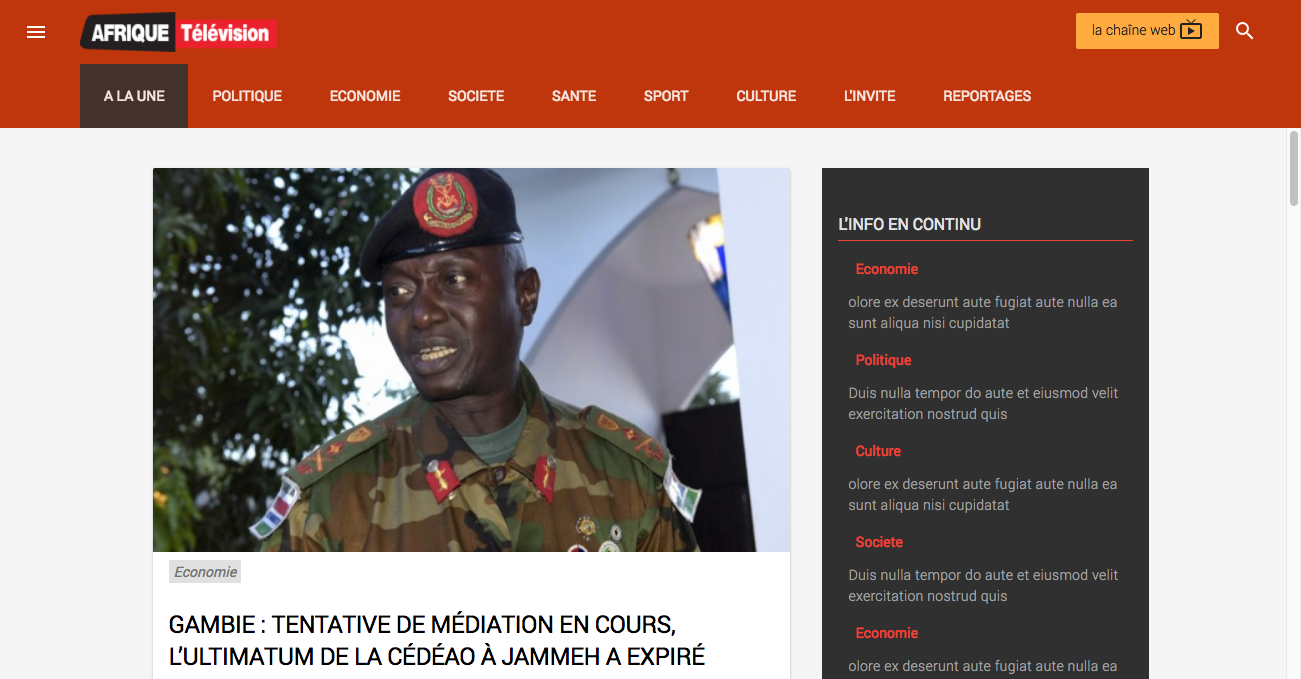 AFRIQUE Télévision
la chaîne web
A LA UNE
POLITIQUE
ECONOMIE
SOCIETE
SANTE
SPORT
CULTURE
L'INVITE
REPORTAGES
Economie
GAMBIE : TENTATIVE DE MÉDIATION EN COURS,
L'ULTIMATUM DE LA CÉDÉAO À JAMMEH A EXPIRÉ
L'INFO EN CONTINU
Economie
olore ex deserunt aute fugiat aute nulla ea
sunt aliqua nisi cupidatat
Politique
Duis nulla tempor do aute et eiusmod velit
exercitation nostrud quis
Culture
olore ex deserunt aute fugiat aute nulla ea
sunt aliqua nisi cupidatat
Societe
Duis nulla tempor do aute et eiusmod velit
exercitation nostrud quis
Economie
olore ex deserunt aute fugiat aute nulla ea